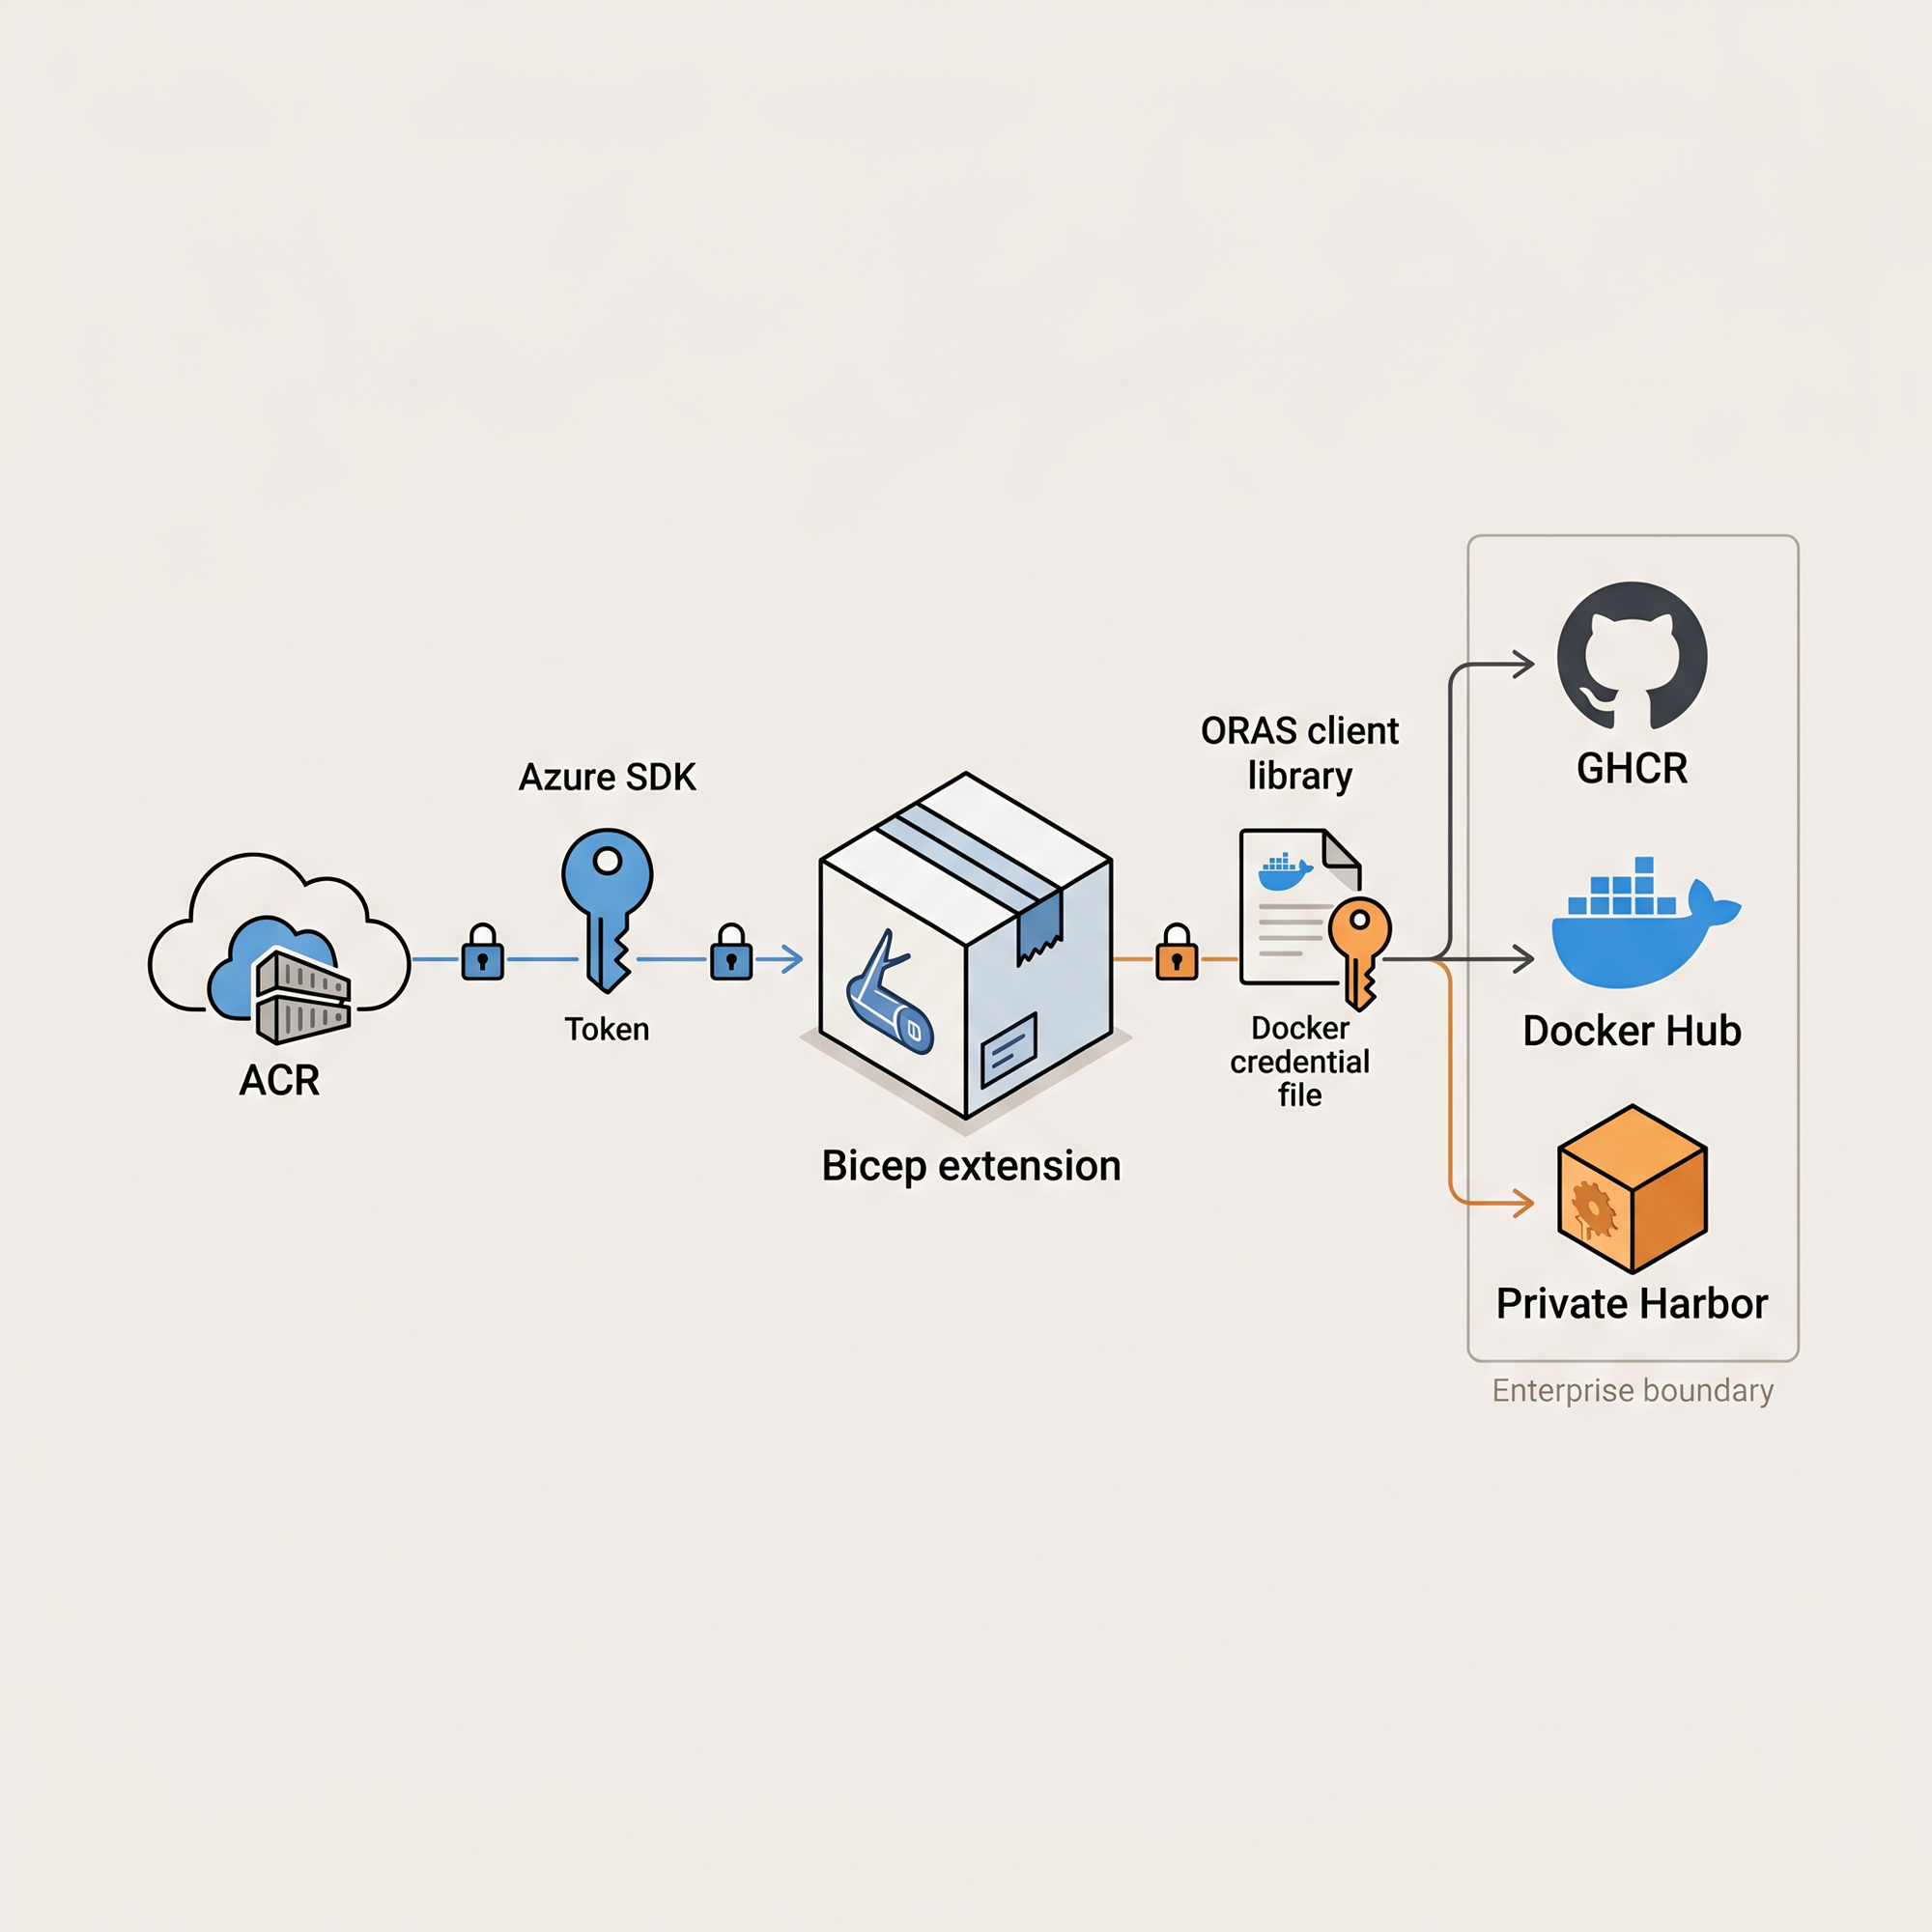 ACR
Azure SDK
Token
Bicep extension
ORAS client
library
Docker
credential
file
GHCR
Docker Hub
Private Harbor
Enterprise boundary